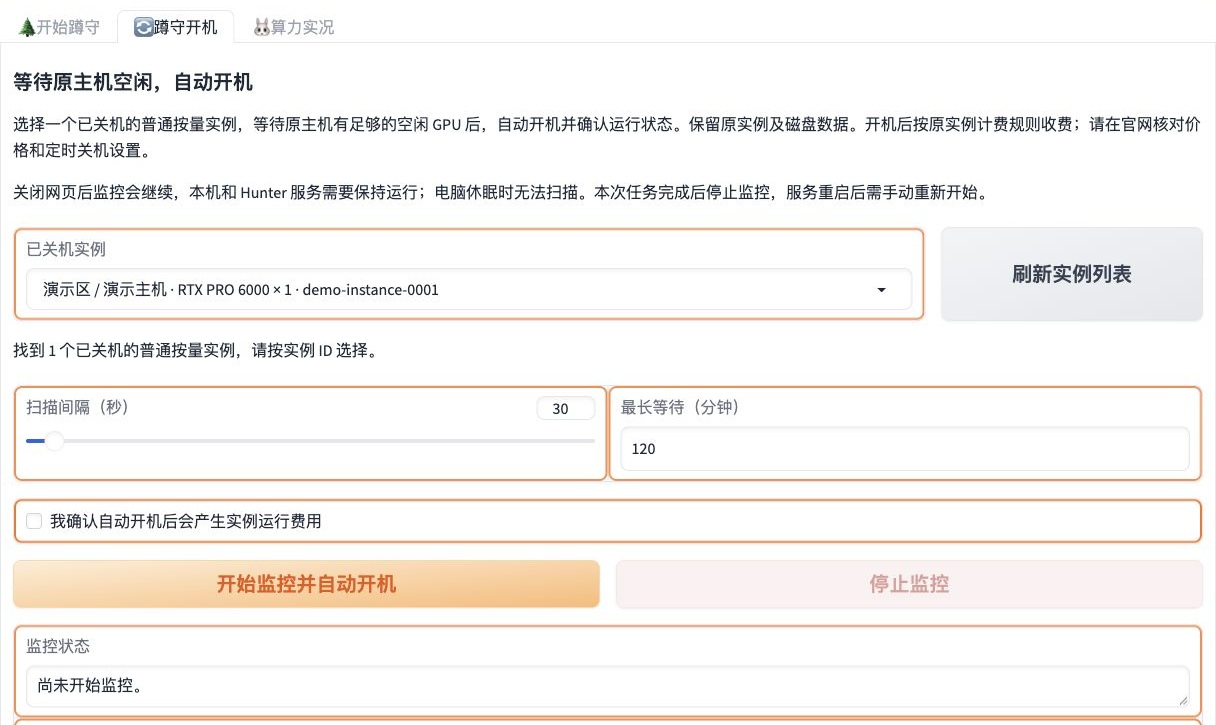 🌲开始蹲守
🔄蹲守开机
🐰算力实况
等待原主机空闲，自动开机
选择一个已关机的普通按量实例，等待原主机有足够的空闲 GPU 后，自动开机并确认运行状态。保留原实例及磁盘数据。开机后按原实例计费规则收费；请在官网核对价
格和定时关机设置。
关闭网页后监控会继续，本机和 Hunter 服务需要保持运行；电脑休眠时无法扫描。本次任务完成后停止监控，服务重启后需手动重新开始。
已关机实例
演示区 / 演示主机 · RTX PRO 6000 × 1 · demo-instance-0001
刷新实例列表
找到 1 个已关机的普通按量实例，请按实例 ID 选择。
扫描间隔（秒）
30
最长等待（分钟）
120
我确认自动开机后会产生实例运行费用
开始监控并自动开机
停止监控
监控状态
尚未开始监控。